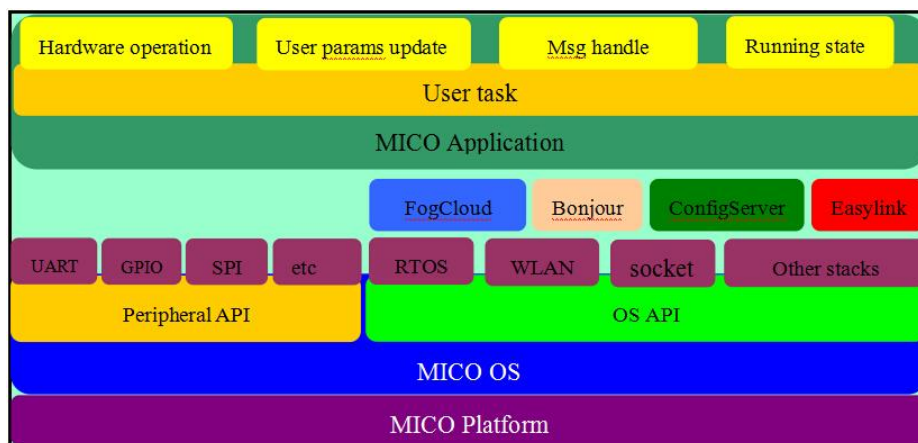 Hardware operation
User params update
Msg handle
Running state
User task
MICO Application
FogCloud
Bonjour
ConfigServer
Easylink
UART
GPIO
SPI
etc
RTOS
WLAN
socket
Other stacks
Peripheral API
OS API
MICO OS
MICO Platform